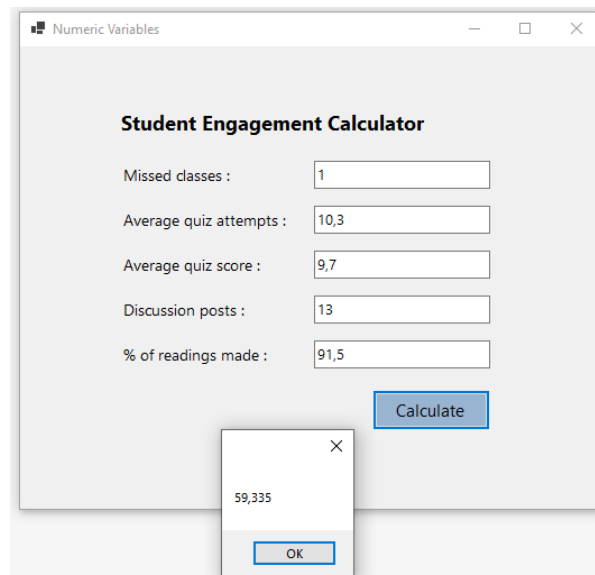 Numeric Variables
Student Engagement Calculator
Missed classes : 1
Average quiz attempts : 10,3
Average quiz score : 9,7
Discussion posts : 13
% of readings made : 91,5
Calculate
59,335
OK